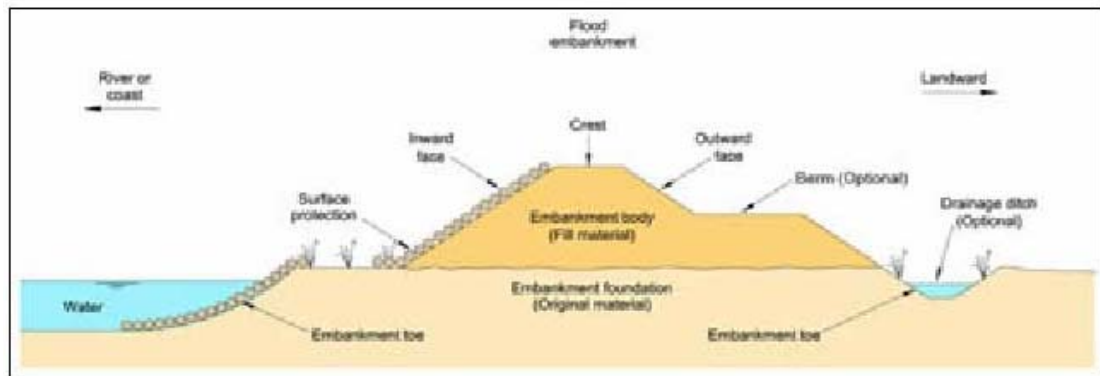 Flood
embankment
River or
coast
Landward
Crest
Inward
face
Outward
face
Berm (Optional)
Surface
protection
Drainage ditch
(Optional)
Embankment body
(Fill material)
Water
Embankment foundation
(Original material)
Embankment toe
Embankment toe